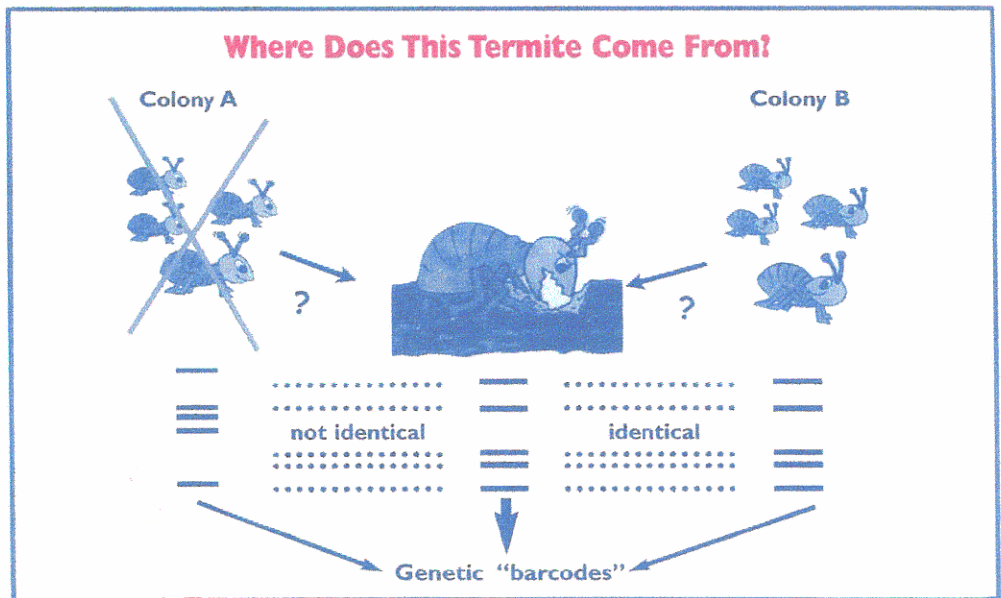 Where Does This Termite Come From?
Colony A
Colony B
?
?
not identical
identical
Genetic "barcodes"